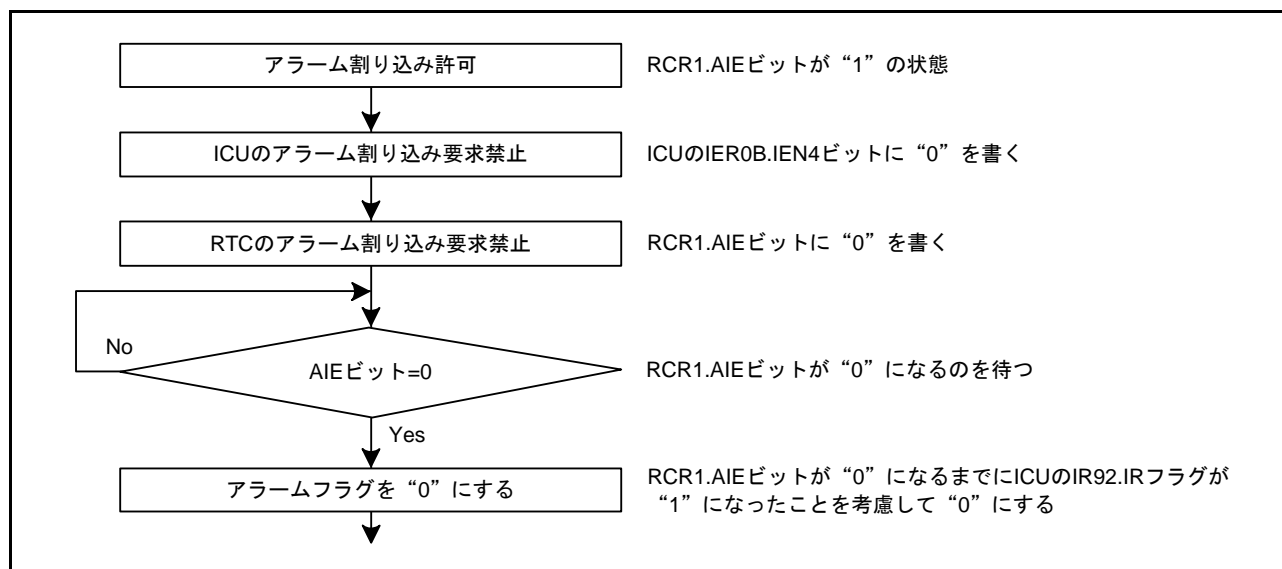 アラーム割り込み許可
RCR1.AIEビットが“1”の状態
ICUのアラーム割り込み要求禁止
ICUのIER0B.IEN4ビットに“0”を書く
RTCのアラーム割り込み要求禁止
RCR1.AIEビットに“0”を書く
No
AIEビット=0
RCR1.AIEビットが“0”になるのを待つ
Yes
アラームフラグを“0”にする
RCR1.AIEビットが“0”になるまでにICUのIR92.IRフラグが
“1”になったことを考慮して“0”にする